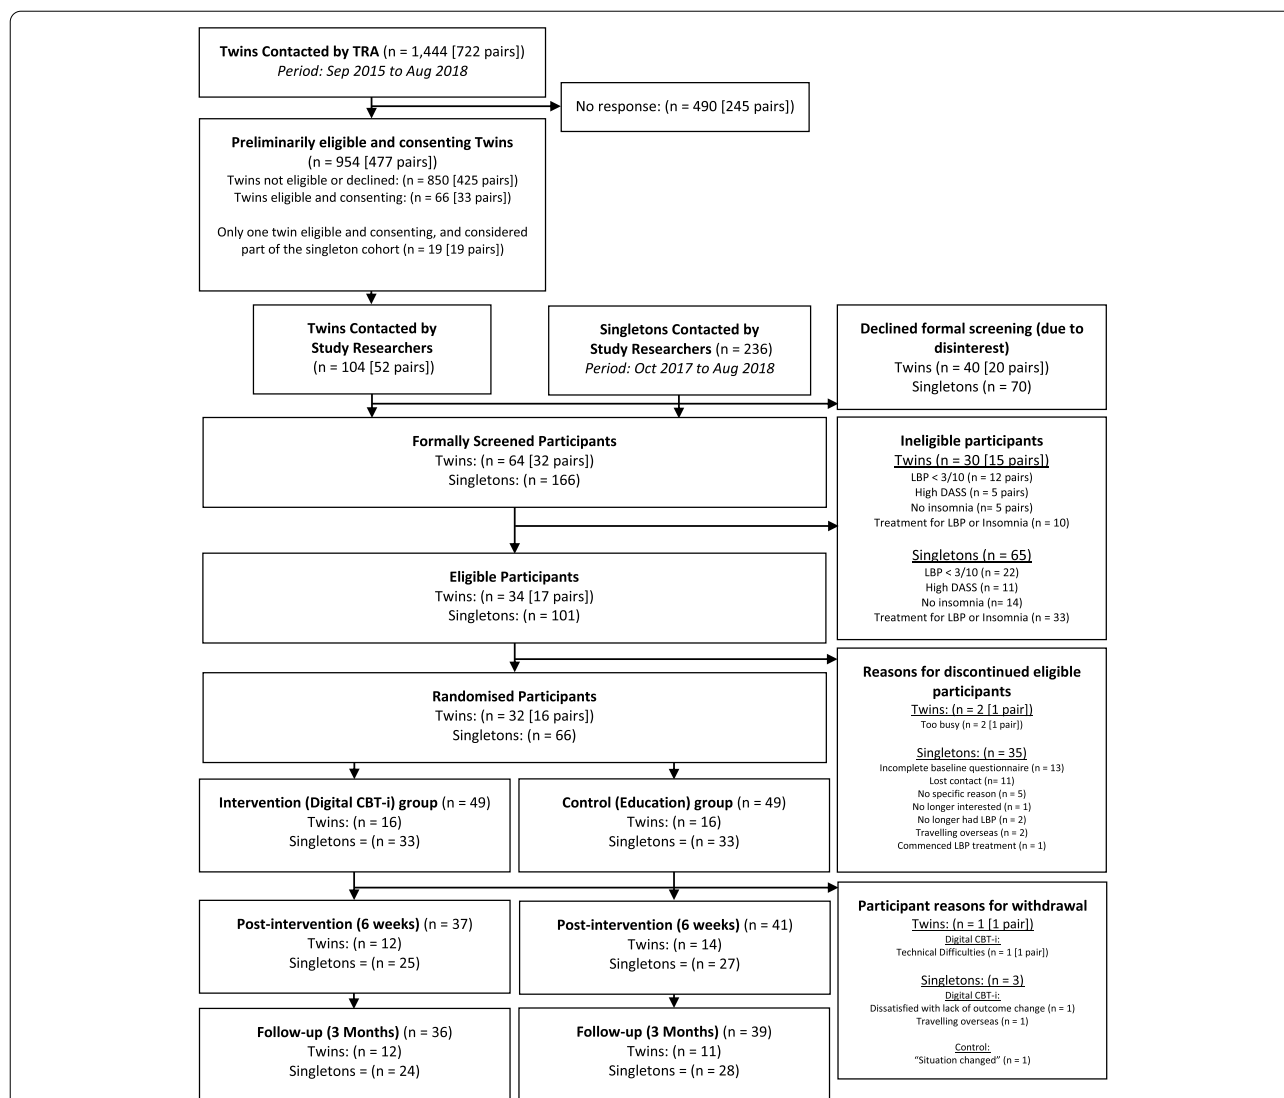 Twins Contacted by TRA (n = 1,444 [722 pairs])
Period: Sep 2015 to Aug 2018
No response: (n = 490 [245 pairs])
Preliminarily eligible and consenting Twins
(n = 954 [477 pairs])
Twins not eligible or declined: (n = 850 [425 pairs])
Twins eligible and consenting: (n = 66 [33 pairs])
Only one twin eligible and consenting, and considered
part of the singleton cohort (n = 19 [19 pairs])
Twins Contacted by
Study Researchers
(n = 104 [52 pairs])
Singletons Contacted by
Study Researchers (n = 236)
Period: Oct 2017 to Aug 2018
Declined formal screening (due to
disinterest)
Twins (n = 40 [20 pairs])
Singletons (n = 70)
Formally Screened Participants
Twins: (n = 64 [32 pairs])
Singletons: (n = 166)
Ineligible participants
Twins (n = 30 [15 pairs])
LBP < 3/10 (n = 12 pairs)
High DASS (n = 5 pairs)
No insomnia (n= 5 pairs)
Treatment for LBP or Insomnia (n = 10)
Singletons (n = 65)
LBP < 3/10 (n = 22)
High DASS (n = 11)
No insomnia (n= 14)
Treatment for LBP or Insomnia (n = 33)
Eligible Participants
Twins: (n = 34 [17 pairs])
Singletons: (n = 101)
Reasons for discontinued eligible
participants
Twins: (n = 2 [1 pair])
Too busy (n = 2 [1 pair])
Singletons: (n = 35)
Incomplete baseline questionnaire (n = 13)
Lost contact (n= 11)
No specific reason (n = 5)
No longer interested (n = 1)
No longer had LBP (n = 2)
Travelling overseas (n = 2)
Commenced LBP treatment (n = 1)
Randomised Participants
Twins: (n = 32 [16 pairs])
Singletons: (n = 66)
Intervention (Digital CBT-i) group (n = 49)
Twins: (n = 16)
Singletons = (n = 33)
Control (Education) group (n = 49)
Twins: (n = 16)
Singletons = (n = 33)
Participant reasons for withdrawal
Twins: (n = 1 [1 pair])
Digital CBT-i:
Technical Difficulties (n = 1 [1 pair])
Singletons: (n = 3)
Digital CBT-i:
Dissatisfied with lack of outcome change (n = 1)
Travelling overseas (n = 1)
Control:
“Situation changed” (n = 1)
Post-intervention (6 weeks) (n = 37)
Twins: (n = 12)
Singletons = (n = 25)
Post-intervention (6 weeks) (n = 41)
Twins: (n = 14)
Singletons = (n = 27)
Follow-up (3 Months) (n = 36)
Twins: (n = 12)
Singletons = (n = 24)
Follow-up (3 Months) (n = 39)
Twins: (n = 11)
Singletons = (n = 28)